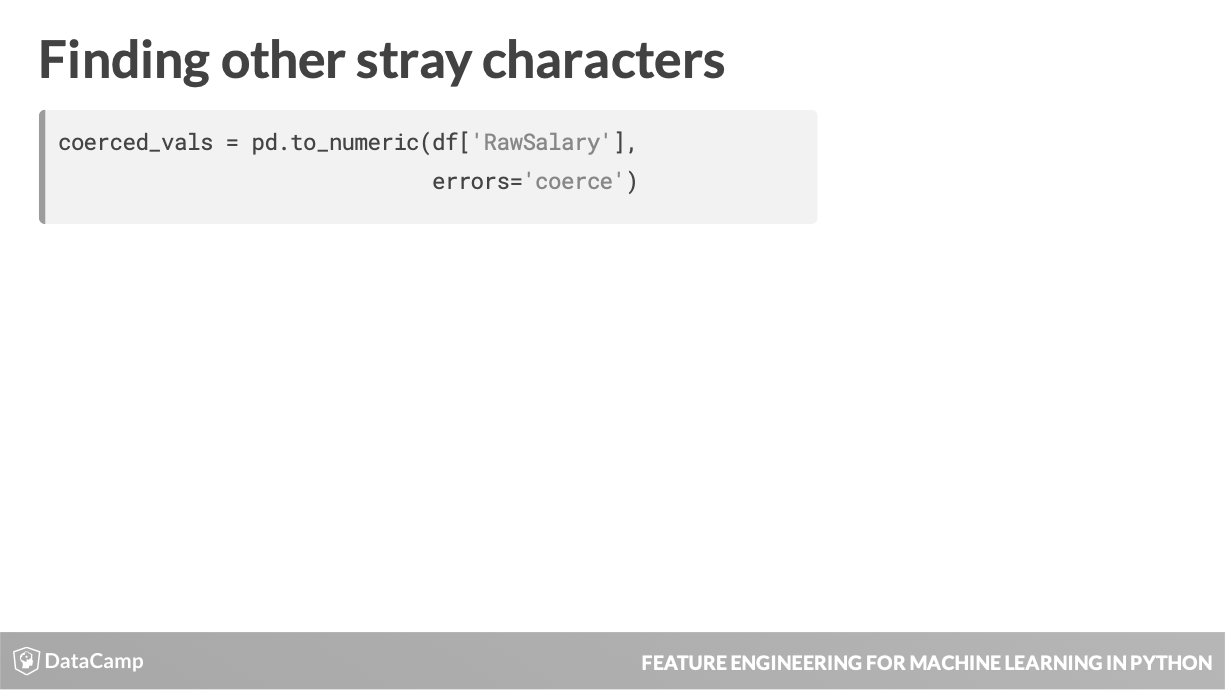 Finding other stray characters
coerced_vals = pd.to_numeric(df['RawSalary'],
                             errors='coerce')
DataCamp
FEATURE ENGINEERING FOR MACHINE LEARNING IN PYTHON